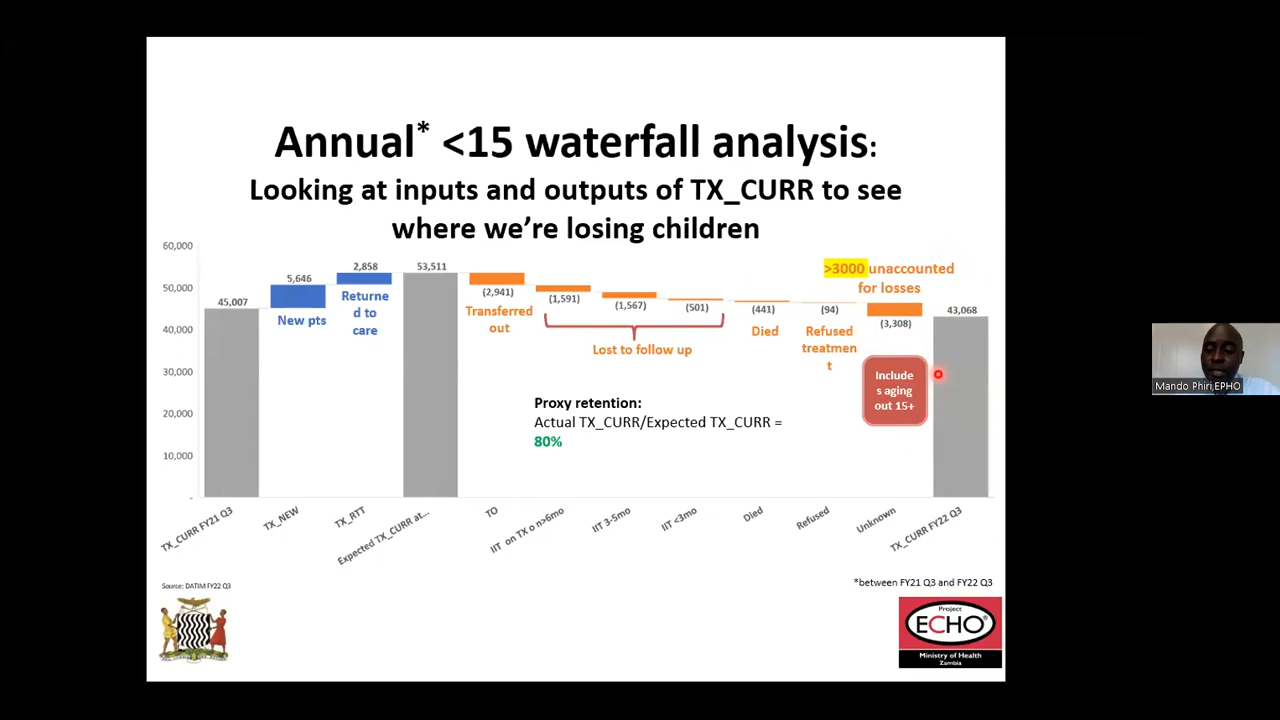 Annual* <15 waterfall analysis:
Looking at inputs and outputs of TX_CURR to see
where we’re losing children
60,000
50,000
40,000
30,000
20,000
10,000
-
45,007
5,646
New pts
2,858
Returne
d to
care
53,511
(2,941)
Transferred
out
(1,591)
(1,567)
(501)
Lost to follow up
(441)
Died
(94)
Refused
treatmen
t
>3000 unaccounted
for losses
(3,308)
Include
s aging
out 15+
43,068
Proxy retention:
Actual TX_CURR/Expected TX_CURR =
80%
TX_CURR FY21 Q3
TX_NEW
TX_RTT
Expected TX_CURR at...
TO
IIT on TX o n>6mo
IIT 3-5mo
IIT <3mo
Died
Refused
Unknown
TX_CURR FY22 Q3
Source: DATIM FY22 Q3
*between FY21 Q3 and FY22 Q3
Project
ECHO®
Ministry of Health
Zambia
Mando Phiri,EPHO